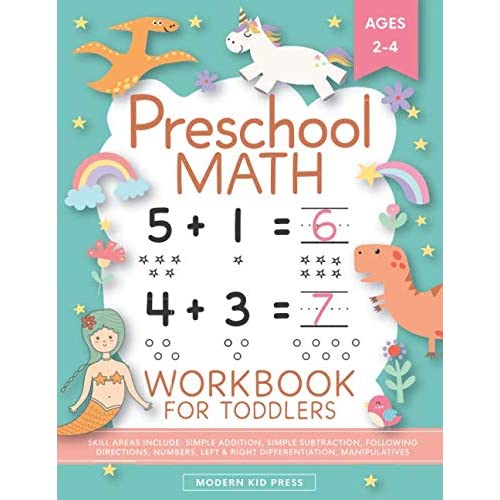 AGES
2-4
Preschool
MATH
5 + 1 = 6
4 + 3 = 7
WORKBOOK
FOR TODDLERS
SKILL AREAS INCLUDE: SIMPLE ADDITION, SIMPLE SUBTRACTION, FOLLOWING
DIRECTIONS, NUMBERS, LEFT & RIGHT DIFFERENTIATION, MANIPULATIVES
MODERN KID PRESS